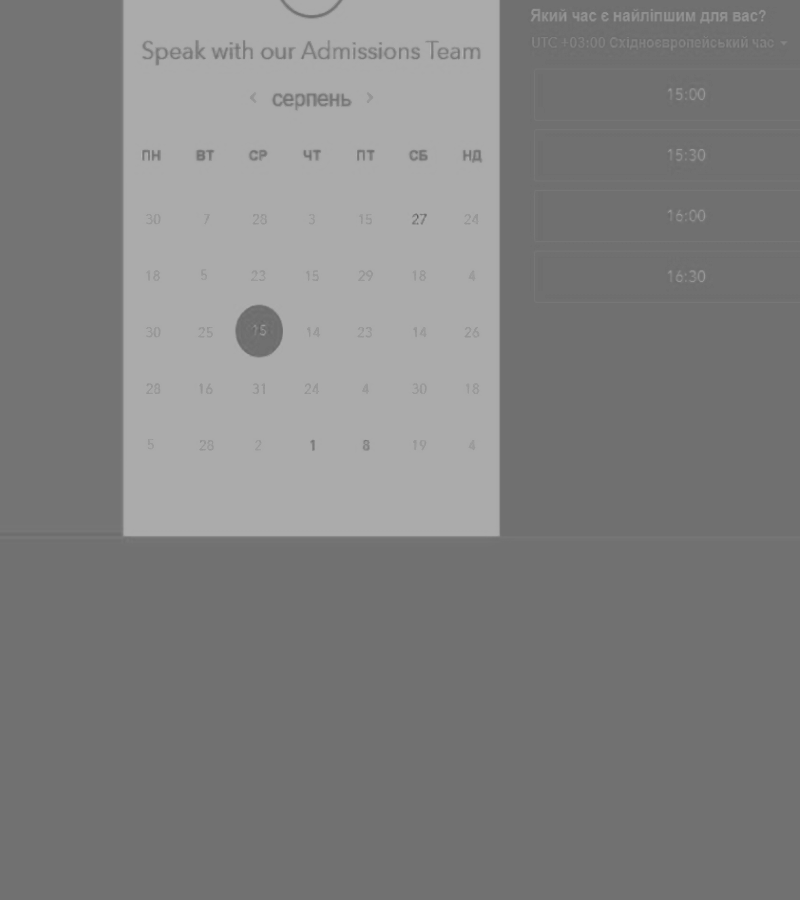 Speak with our Admissions Team
серпень
ПН ВТ СР ЧТ ПТ СБ НД
30 7 28 3 15 27 24
18 5 23 15 29 18 4
30 25 15 14 23 14 26
28 16 31 24 4 30 18
5 28 2 1 8 19 4
Який час є найліпшим для вас?
UTC +03:00 Східноєвропейський час
15:00
15:30
16:00
16:30